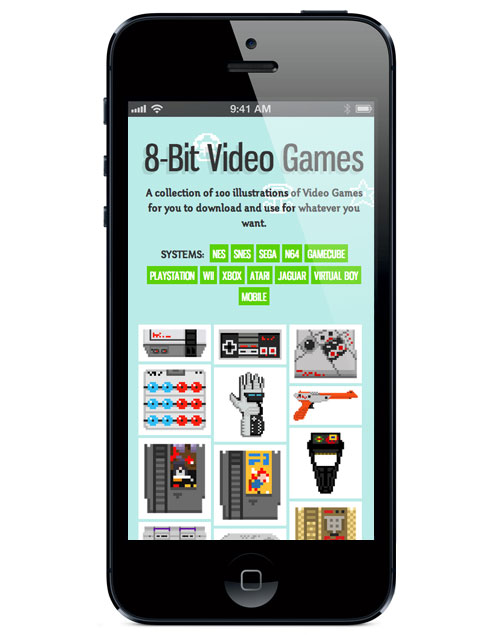 9:41 AM
8-Bit Video Games
A collection of 100 illustrations of Video Games
for you to download and use for whatever you
want.
SYSTEMS: NES SNES SEGA N64 GAMECUBE
PLAYSTATION WII XBOX ATARI JAGUAR VIRTUAL BOY
MOBILE